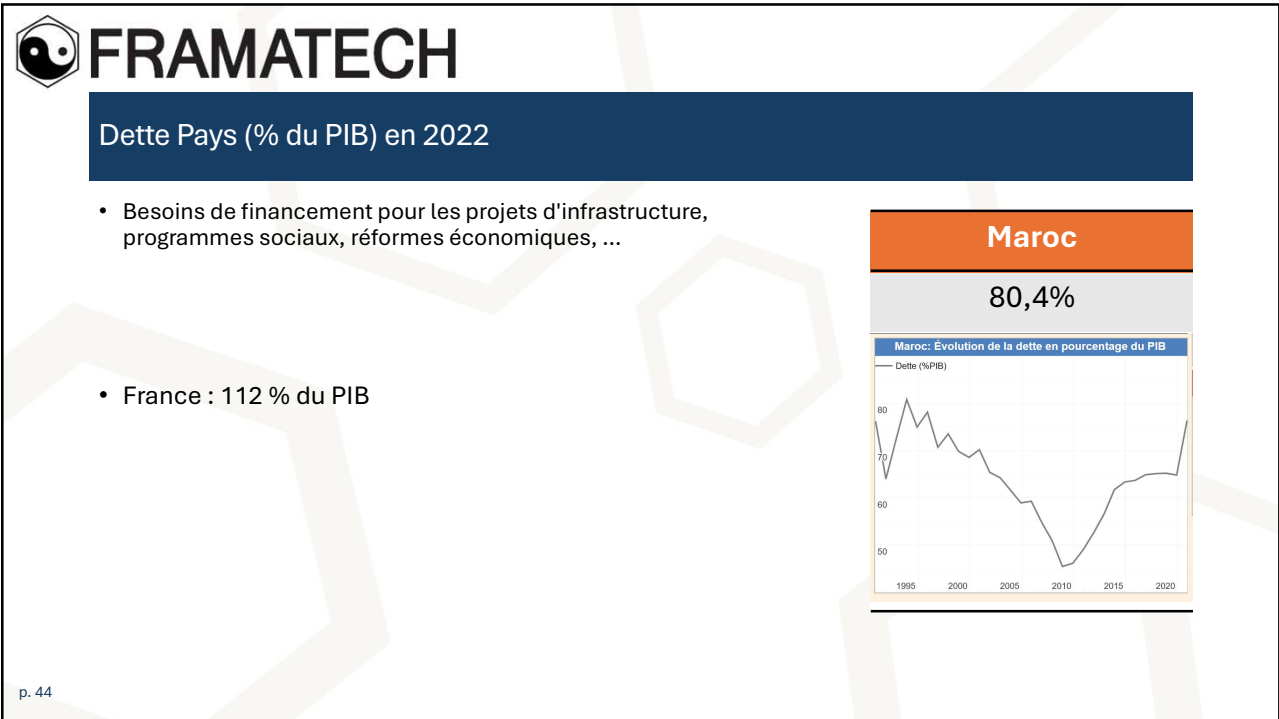 FRAMATECH
Dette Pays (% du PIB) en 2022
• Besoins de financement pour les projets d'infrastructure,
programmes sociaux, réformes économiques, ...
• France : 112 % du PIB
Maroc
80,4%
Maroc: Évolution de la dette en pourcentage du PIB
Dette (%PIB)
80
70
60
50
1995 2000 2005 2010 2015 2020
p. 44